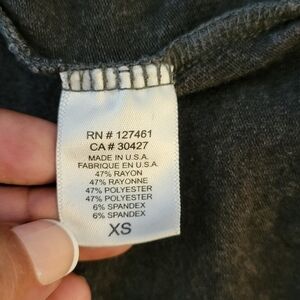 RN # 127461
CA # 30427
MADE IN U.S.A.
FABRIQUE EN U.S.A.
47% RAYON
47% RAYONNE
47% POLYESTER
47% POLYESTER
6% SPANDEX
6% SPANDEX
XS